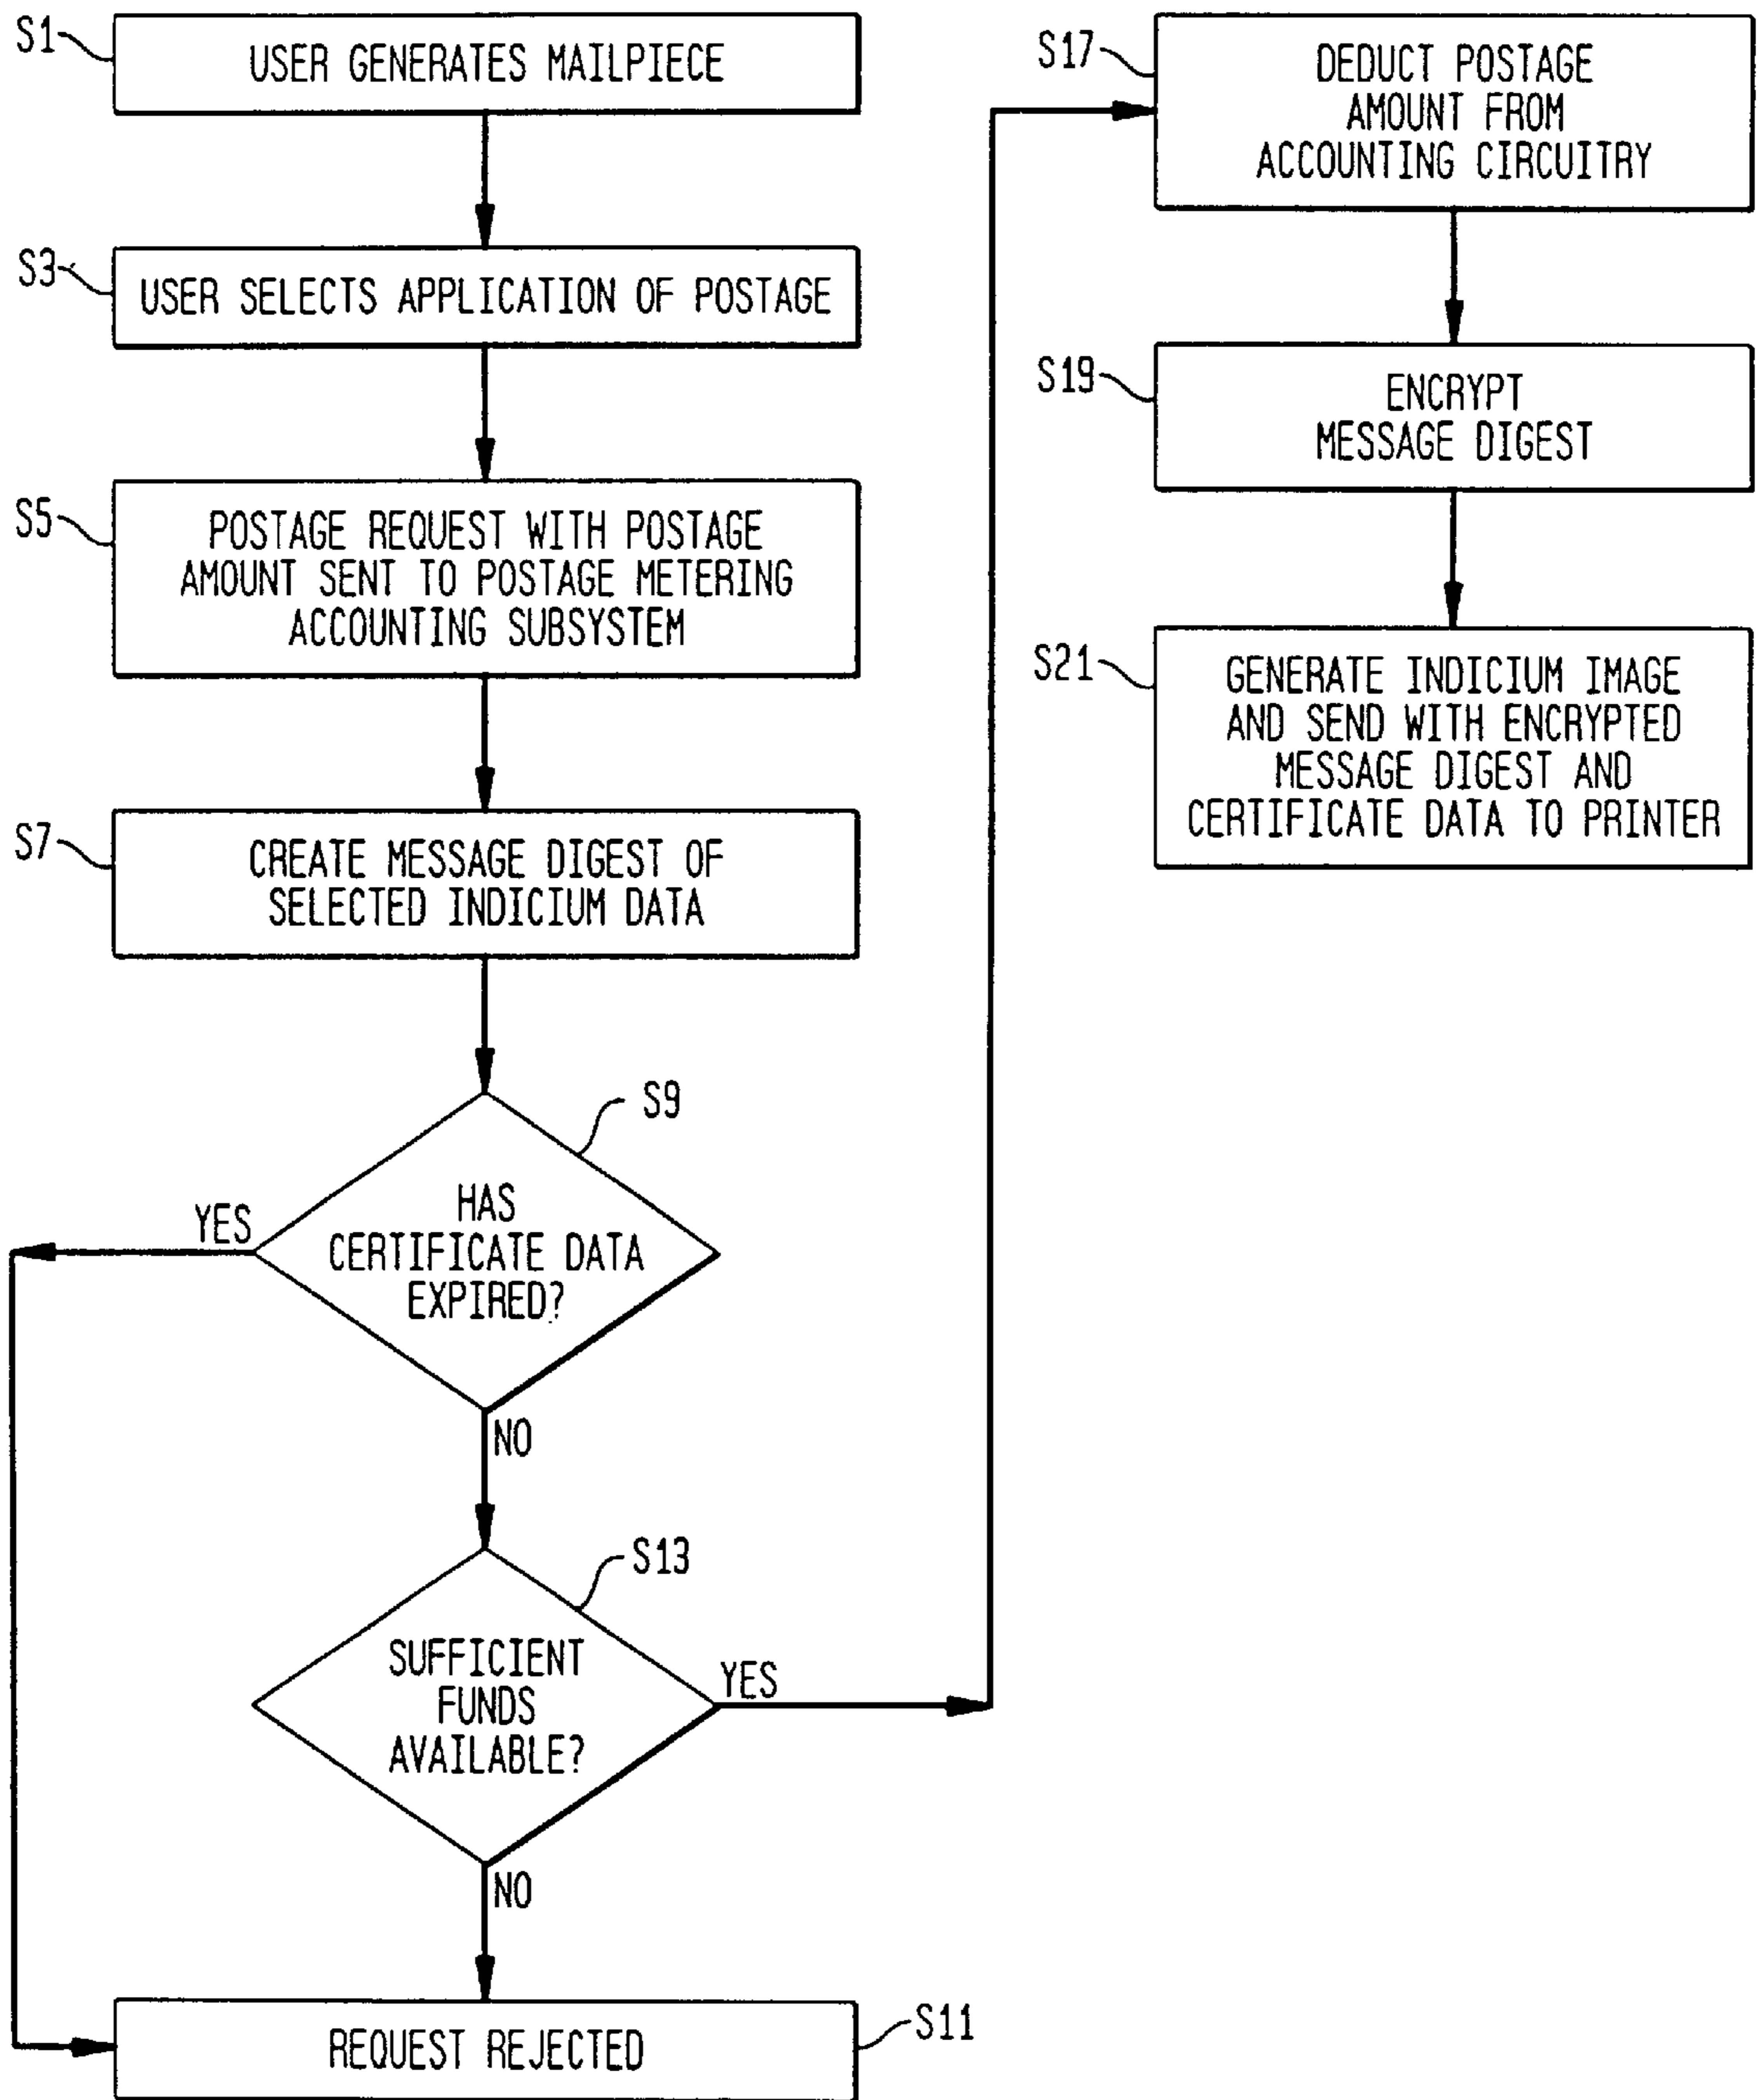 S1
USER GENERATES MAILPIECE
S3
USER SELECTS APPLICATION OF POSTAGE
S5
POSTAGE REQUEST WITH POSTAGE
AMOUNT SENT TO POSTAGE METERING
ACCOUNTING SUBSYSTEM
S7
CREATE MESSAGE DIGEST OF
SELECTED INDICIUM DATA
S9
HAS
CERTIFICATE DATA
EXPIRED?
YES
NO
S13
SUFFICIENT
FUNDS
AVAILABLE?
YES
NO
REQUEST REJECTED
S11
S17
DEDUCT POSTAGE
AMOUNT FROM
ACCOUNTING CIRCUITRY
S19
ENCRYPT
MESSAGE DIGEST
S21
GENERATE INDICIUM IMAGE
AND SEND WITH ENCRYPTED
MESSAGE DIGEST AND
CERTIFICATE DATA TO PRINTER